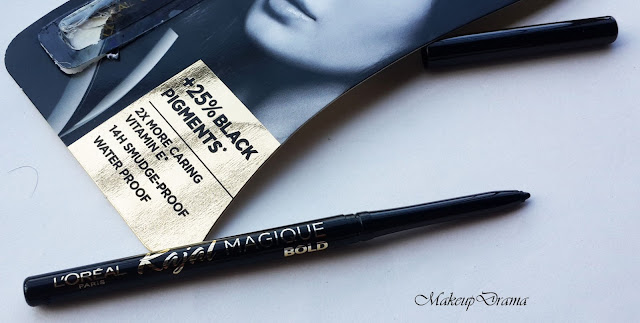 +25% BLACK
PIGMENTS*
2X MORE CARING
VITAMIN E*
14H SMUDGE-PROOF
WATER PROOF
L'ORÉAL
PARIS
Kajal MAGIQUE
BOLD
MakeupDrama